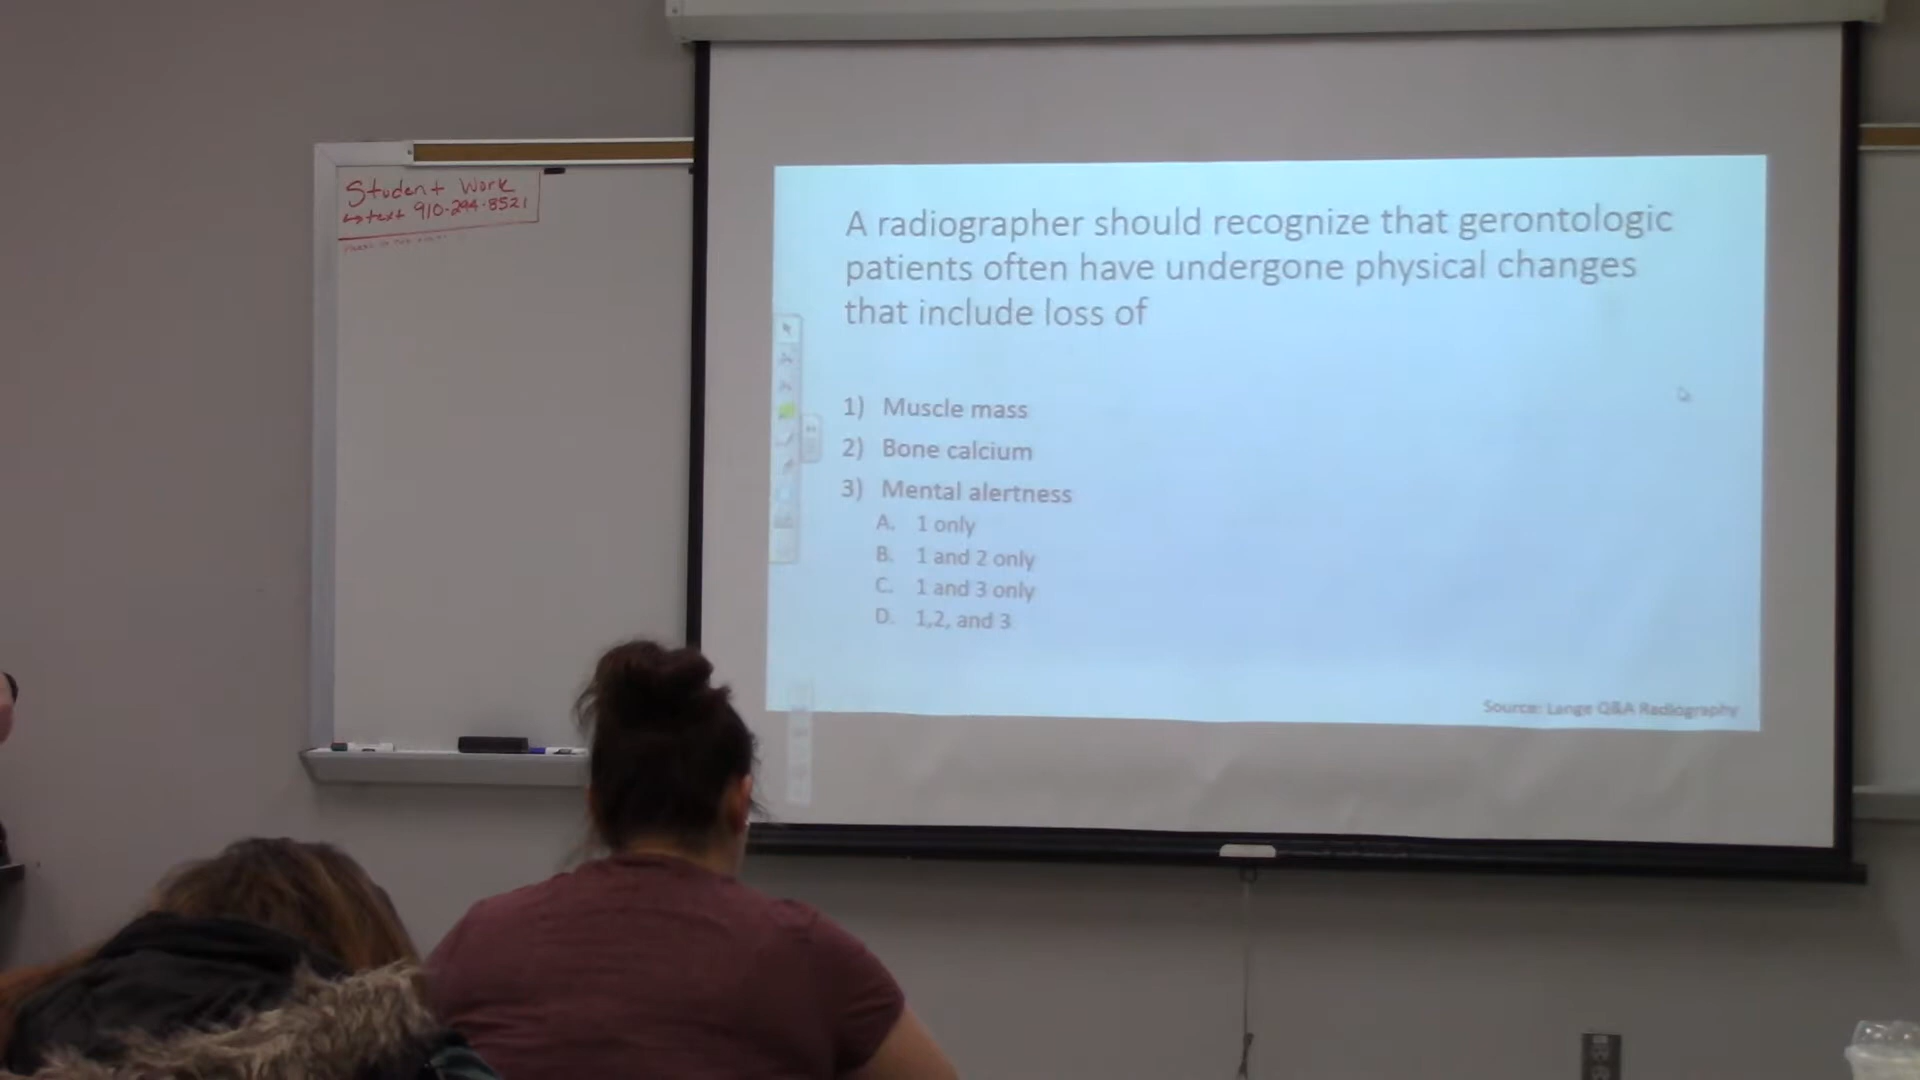 Student Work
↳text 910-294-8521
A radiographer should recognize that gerontologic
patients often have undergone physical changes
that include loss of
1) Muscle mass
2) Bone calcium
3) Mental alertness
A. 1 only
B. 1 and 2 only
C. 1 and 3 only
D. 1,2, and 3
Source: Lange Q&A Radiography